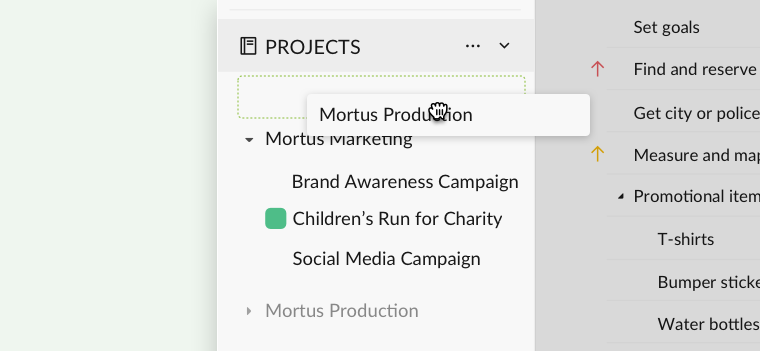 PROJECTS
Mortus Production
Mortus Marketing
Brand Awareness Campaign
Children’s Run for Charity
Social Media Campaign
Mortus Production
Set goals
Find and reserve
Get city or police
Measure and map
Promotional item
T-shirts
Bumper sticke
Water bottles